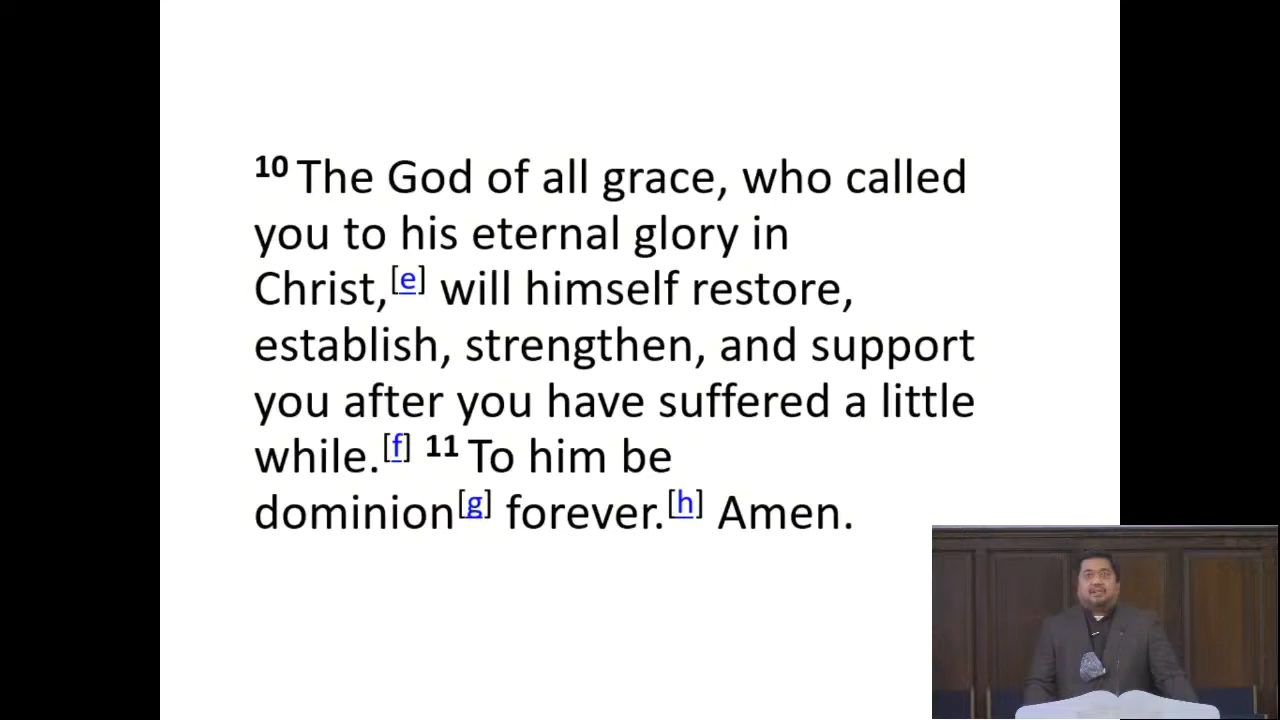 10 The God of all grace, who called
you to his eternal glory in
Christ,[e] will himself restore,
establish, strengthen, and support
you after you have suffered a little
while.[f] 11 To him be
dominion[g] forever.[h] Amen.